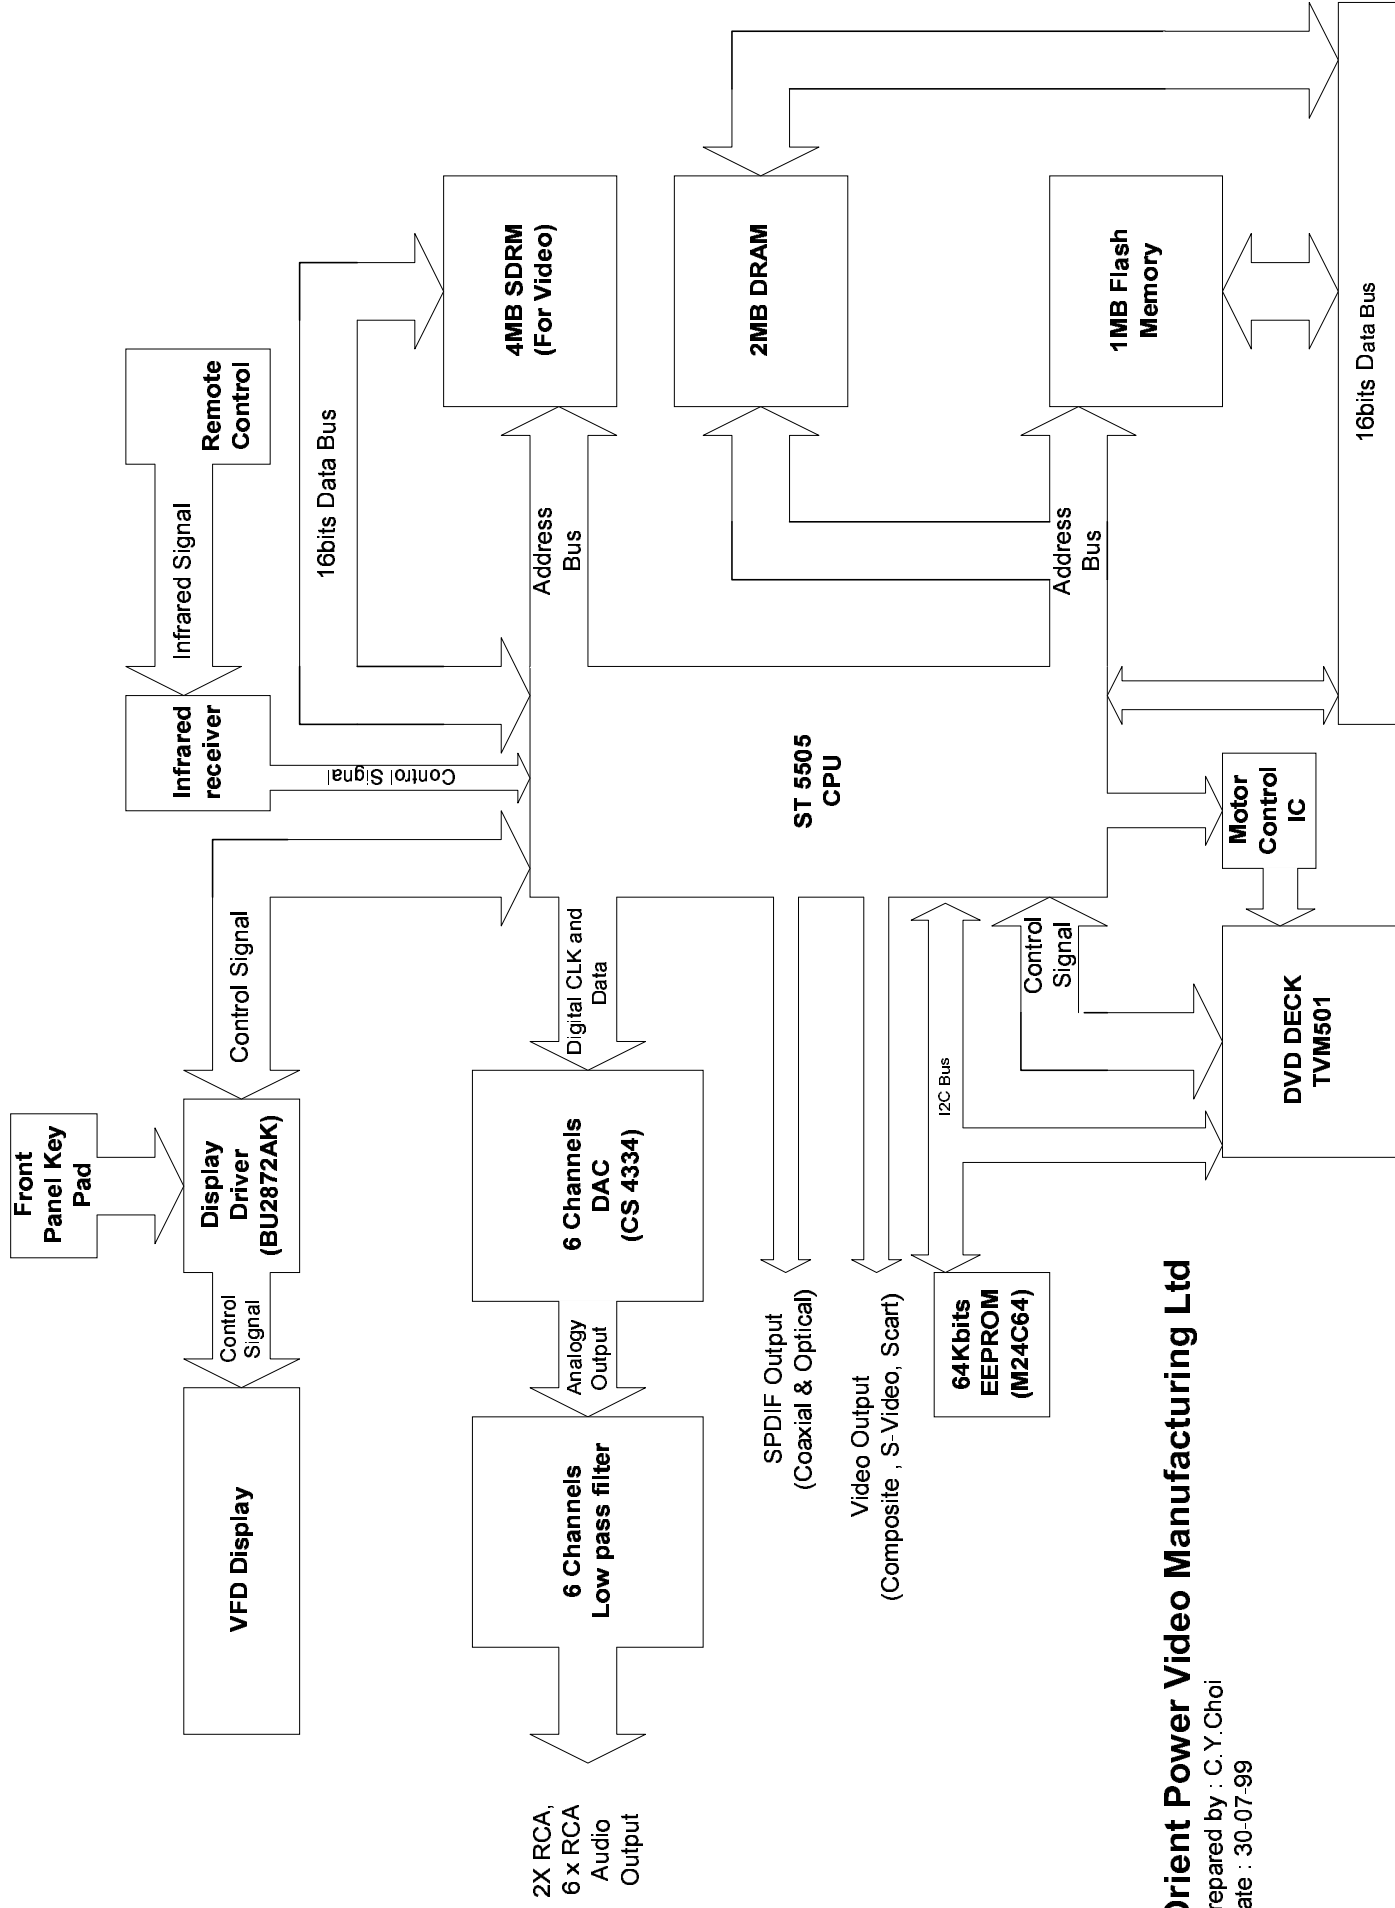 Front
Panel Key
Pad
VFD Display
Control
Signal
Display
Driver
(BU2872AK)
Control Signal
Infrared
receiver
Infrared Signal
Remote
Control
Control Signal
16bits Data Bus
2X RCA,
6 x RCA
Audio
Output
6 Channels
Low pass filter
Analogy
Output
6 Channels
DAC
(CS 4334)
Digital CLK and
Data
Address
Bus
4MB SDRM
(For Video)
SPDIF Output
(Coaxial & Optical)
Video Output
(Composite , S-Video, Scart)
ST 5505
CPU
2MB DRAM
64Kbits
EEPROM
(M24C64)
I2C Bus
Control
Signal
Address
Bus
1MB Flash
Memory
DVD DECK
TVM501
Motor
Control
IC
16bits Data Bus
Orient Power Video Manufacturing Ltd
repared by : C.Y.Choi
ate : 30-07-99